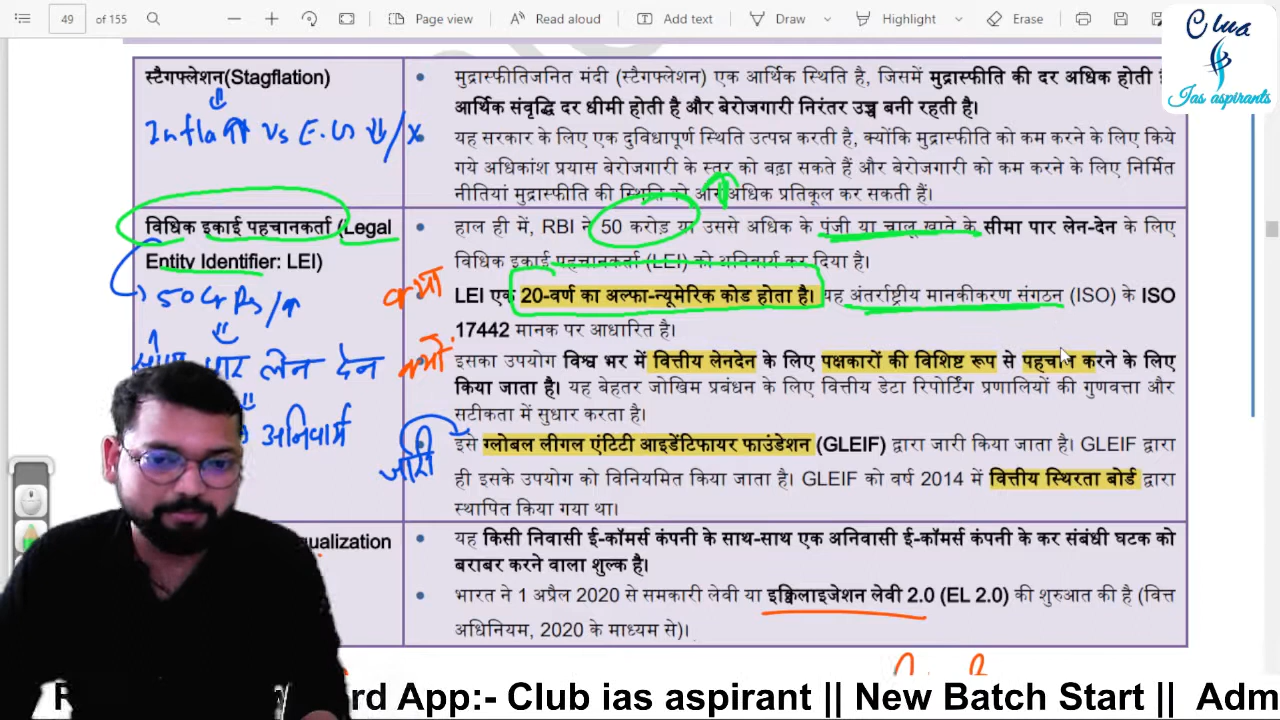 49 of 155
Page view
Read aloud
Add text
Draw
Highlight
Erase
Club
Ias aspirants
स्टैगफ्लेशन(Stagflation)
Infla vs E.G /x
मुद्रास्फीतिजनित मंदी (स्टैगफ्लेशन) एक आर्थिक स्थिति है, जिसमें मुद्रास्फीति की दर अधिक होती
आर्थिक संवृद्धि दर धीमी होती है और बेरोजगारी निरंतर उच्च बनी रहती है।
यह सरकार के लिए एक दुविधापूर्ण स्थिति उत्पन्न करती है, क्योंकि मुद्रास्फीति को कम करने के लिए किये
गये अधिकांश प्रयास बेरोजगारी के स्तर को बढ़ा सकते हैं और बेरोजगारी को कम करने के लिए निर्मित
नीतियां मुद्रास्फीति की स्थिति को और अधिक प्रतिकूल कर सकती हैं।
विधिक इकाई पहचानकर्ता (Legal
Entity Identifier: LEI)
50 Cr Rs/
पार लेन देन
अनिवार्य
हाल ही में, RBI ने 50 करोड़ या उससे अधिक के पूंजी या चालू खाते के सीमा पार लेन-देन के लिए
विधिक इकाई पहचानकर्ता (LEI) को अनिवार्य कर दिया है।
क्या
LEI एक 20-वर्ण का अल्फा-न्यूमेरिक कोड होता है। यह अंतर्राष्ट्रीय मानकीकरण संगठन (ISO) के ISO
17442 मानक पर आधारित है।
क्यों
इसका उपयोग विश्व भर में वित्तीय लेनदेन के लिए पक्षकारों की विशिष्ट रूप से पहचान करने के लिए
किया जाता है। यह बेहतर जोखिम प्रबंधन के लिए वित्तीय डेटा रिपोर्टिंग प्रणालियों की गुणवत्ता और
सटीकता में सुधार करता है।
जारी
इसे ग्लोबल लीगल एंटिटी आइडेंटिफायर फाउंडेशन (GLEIF) द्वारा जारी किया जाता है। GLEIF द्वारा
ही इसके उपयोग को विनियमित किया जाता है। GLEIF को वर्ष 2014 में वित्तीय स्थिरता बोर्ड द्वारा
स्थापित किया गया था।
ualization
यह किसी निवासी ई-कॉमर्स कंपनी के साथ-साथ एक अनिवासी ई-कॉमर्स कंपनी के कर संबंधी घटक को
बराबर करने वाला शुल्क है।
भारत ने 1 अप्रैल 2020 से समकारी लेवी या इक्विलाइजेशन लेवी 2.0 (EL 2.0) की शुरुआत की है (वित्त
अधिनियम, 2020 के माध्यम से)।
rd App:- Club ias aspirant || New Batch Start || Adm